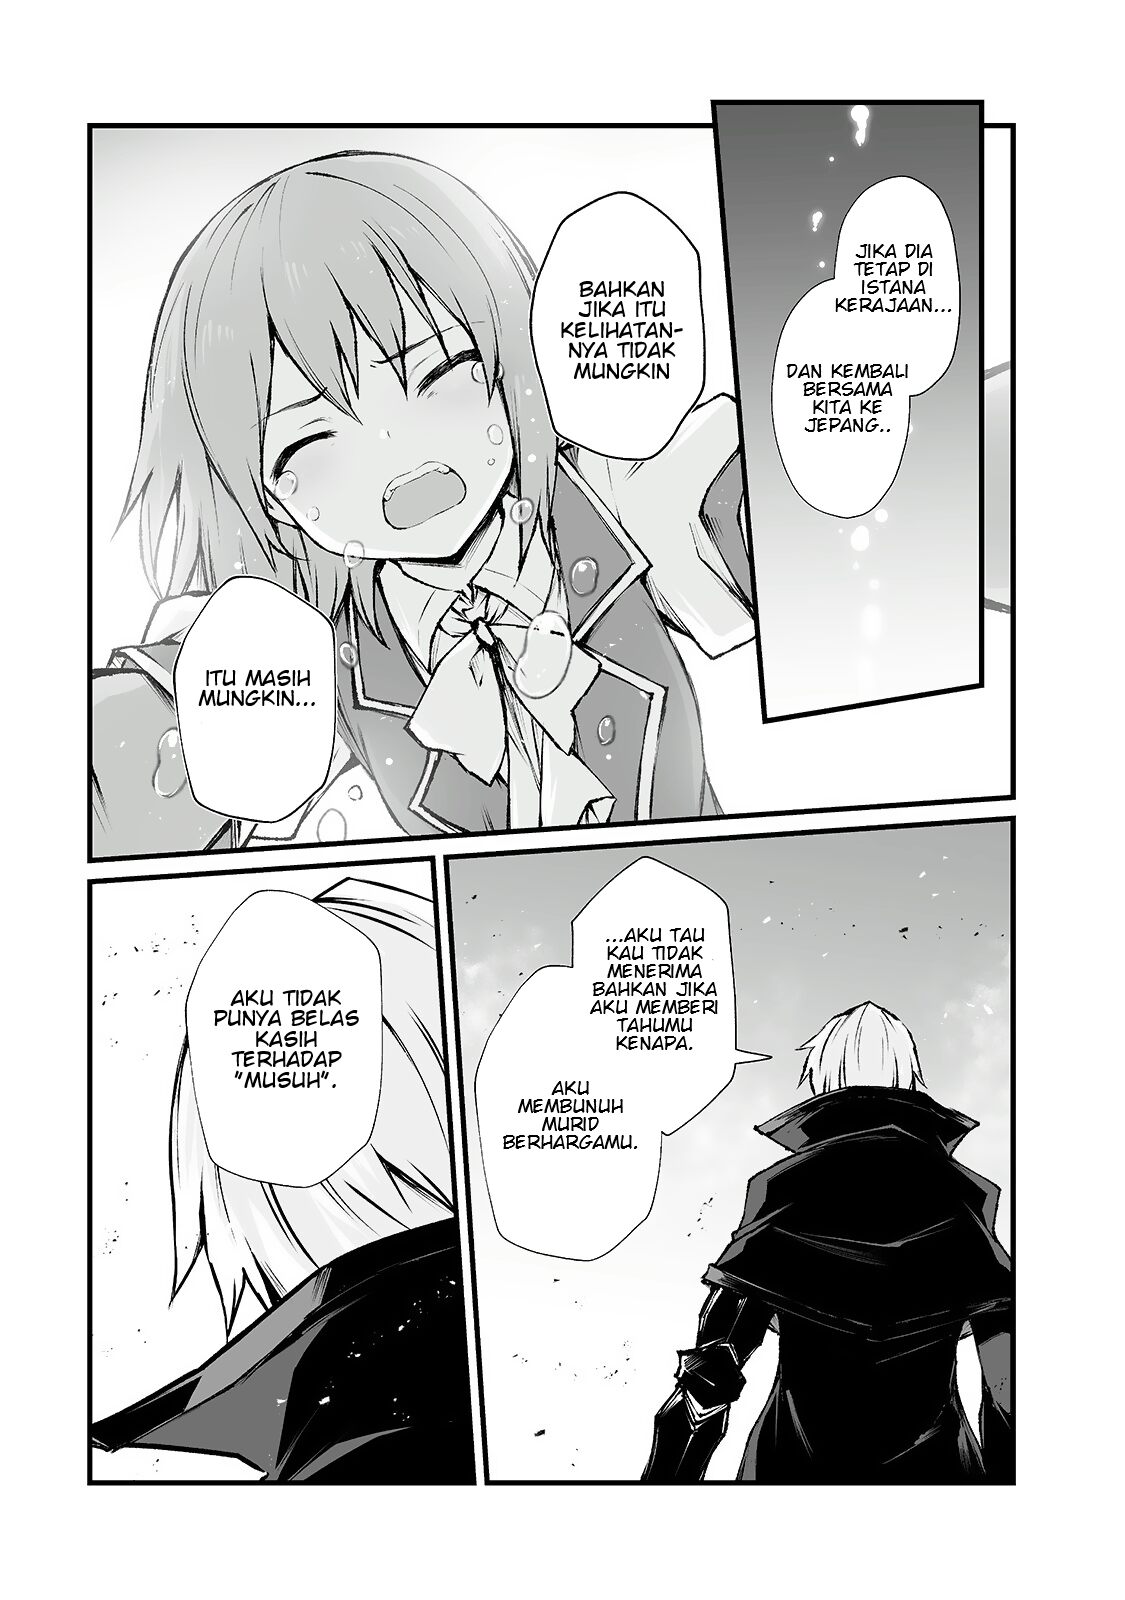 JIKA DIA
TETAP DI
ISTANA
KERAJAAN...
DAN KEMBALI
BERSAMA
KITA KE
JEPANG..
BAHKAN
JIKA ITU
KELIHATAN-
NYA TIDAK
MUNGKIN
ITU MASIH
MUNGKIN...
...AKU TAU
KAU TIDAK
MENERIMA
BAHKAN JIKA
AKU MEMBERI
TAHUMU
KENAPA.
AKU
MEMBUNUH
MURID
BERHARGAMU.
AKU TIDAK
PUNYA BELAS
KASIH
TERHADAP
"MUSUH".